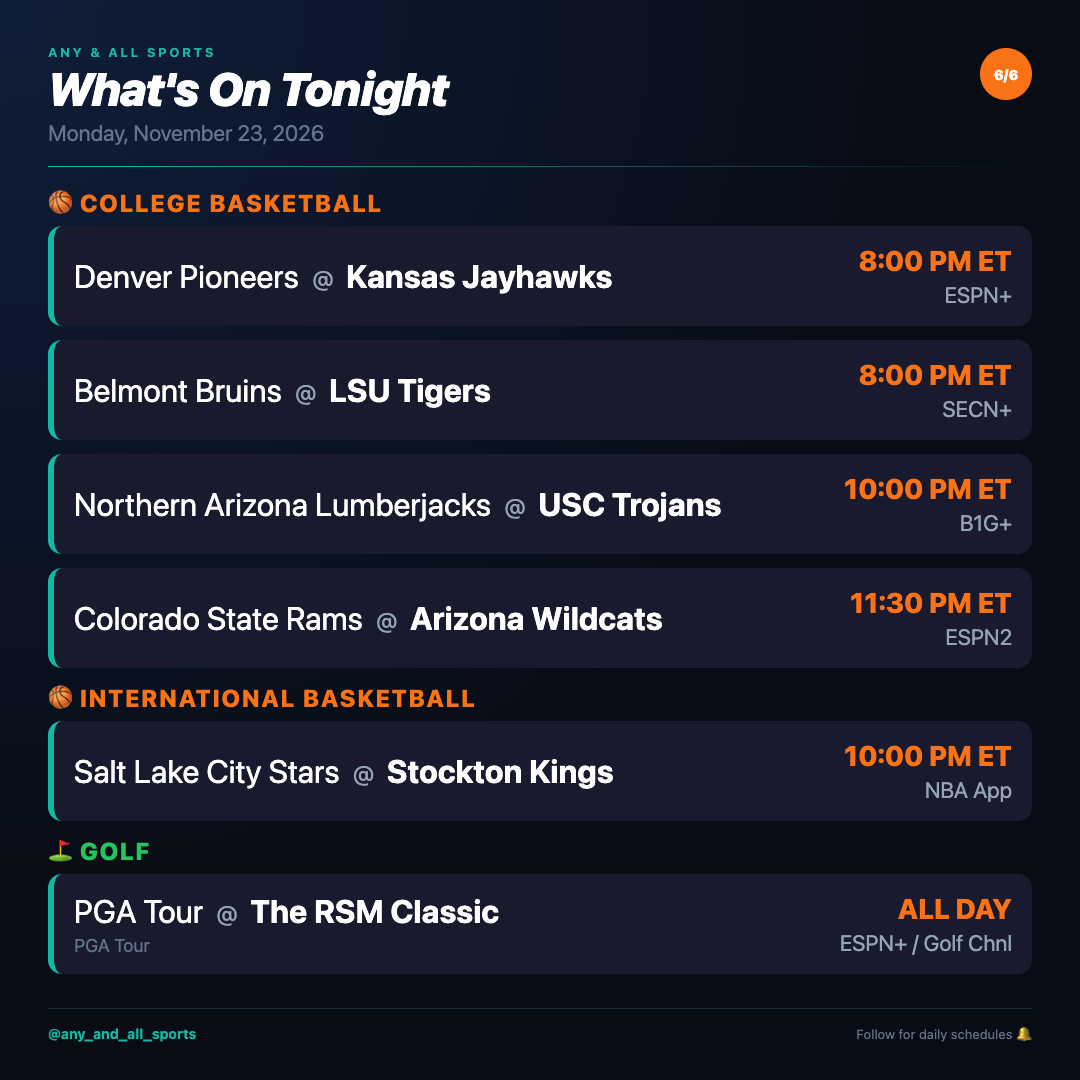 ANY & ALL SPORTS
What's On Tonight
6/6
Monday, November 23, 2026
🏀 COLLEGE BASKETBALL
Denver Pioneers @ Kansas Jayhawks
8:00 PM ET
ESPN+
Belmont Bruins @ LSU Tigers
8:00 PM ET
SECN+
Northern Arizona Lumberjacks @ USC Trojans
10:00 PM ET
B1G+
Colorado State Rams @ Arizona Wildcats
11:30 PM ET
ESPN2
🏀 INTERNATIONAL BASKETBALL
Salt Lake City Stars @ Stockton Kings
10:00 PM ET
NBA App
⛳ GOLF
PGA Tour @ The RSM Classic
PGA Tour
ALL DAY
ESPN+ / Golf Chnl
@any_and_all_sports
Follow for daily schedules 🔔